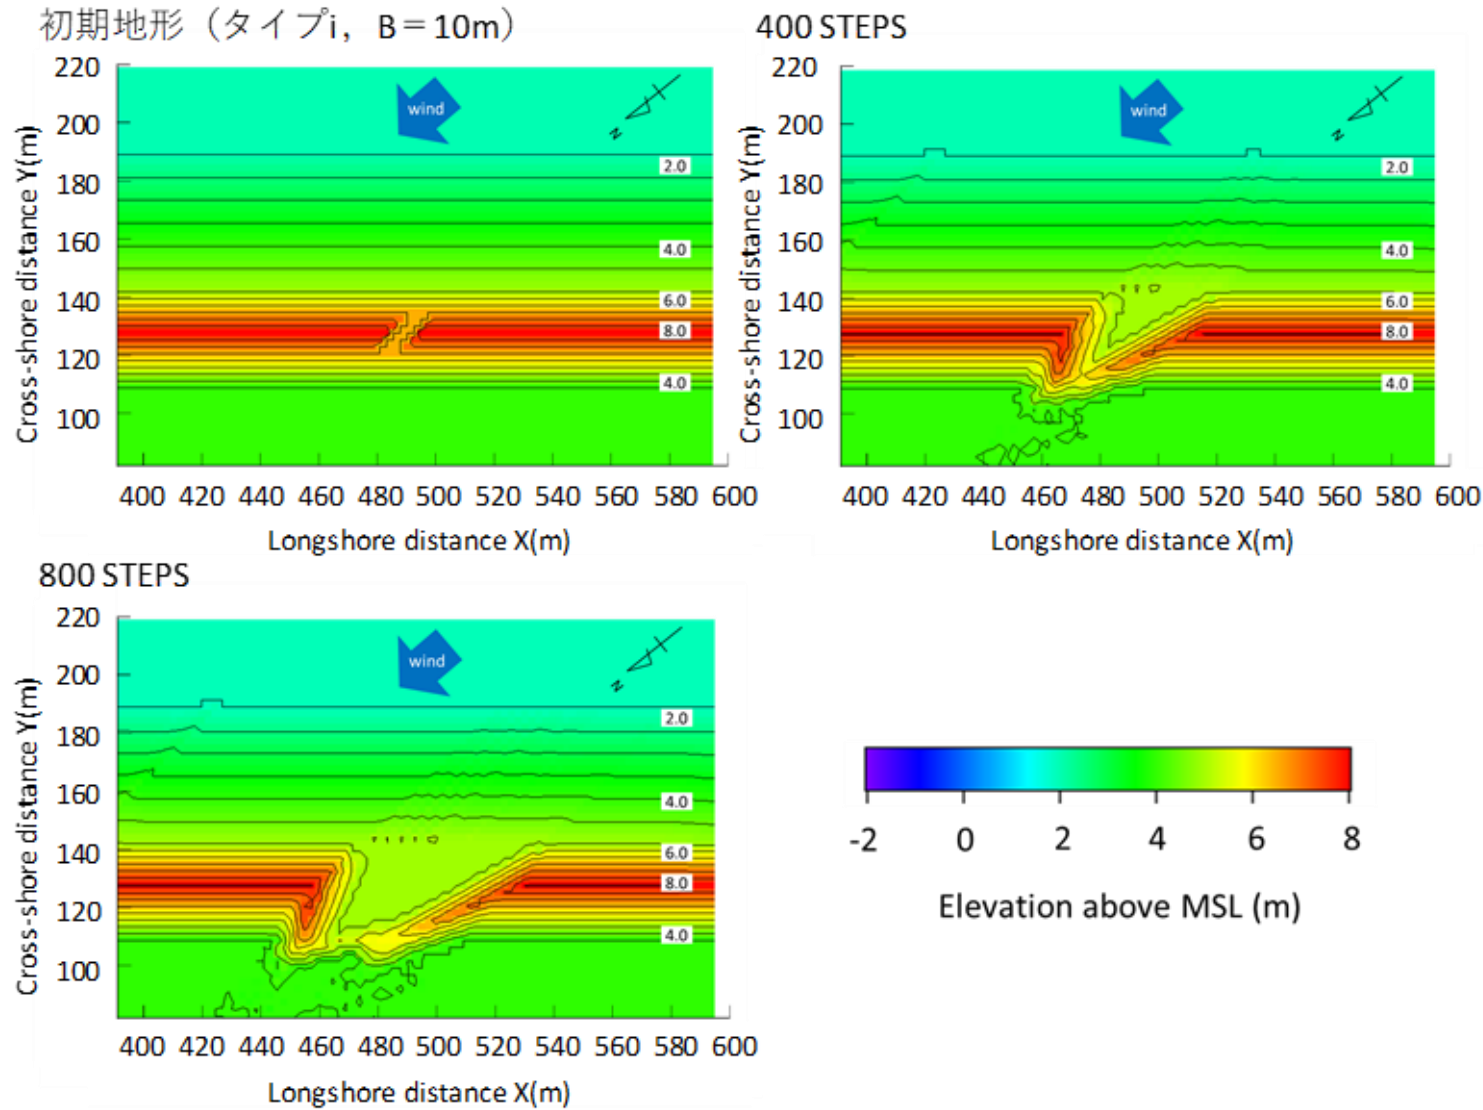 初期地形（タイプi，B＝10m）
220
200
180
160
140
120
100
Cross-shore distance Y(m)
wind
N
2.0
4.0
6.0
8.0
4.0
400 420 440 460 480 500 520 540 560 580 600
Longshore distance X(m)
400 STEPS
220
200
180
160
140
120
100
Cross-shore distance Y(m)
wind
N
2.0
4.0
6.0
8.0
4.0
400 420 440 460 480 500 520 540 560 580 600
Longshore distance X(m)
800 STEPS
220
200
180
160
140
120
100
Cross-shore distance Y(m)
wind
N
2.0
4.0
6.0
8.0
4.0
400 420 440 460 480 500 520 540 560 580 600
Longshore distance X(m)
-2 0 2 4 6 8
Elevation above MSL (m)